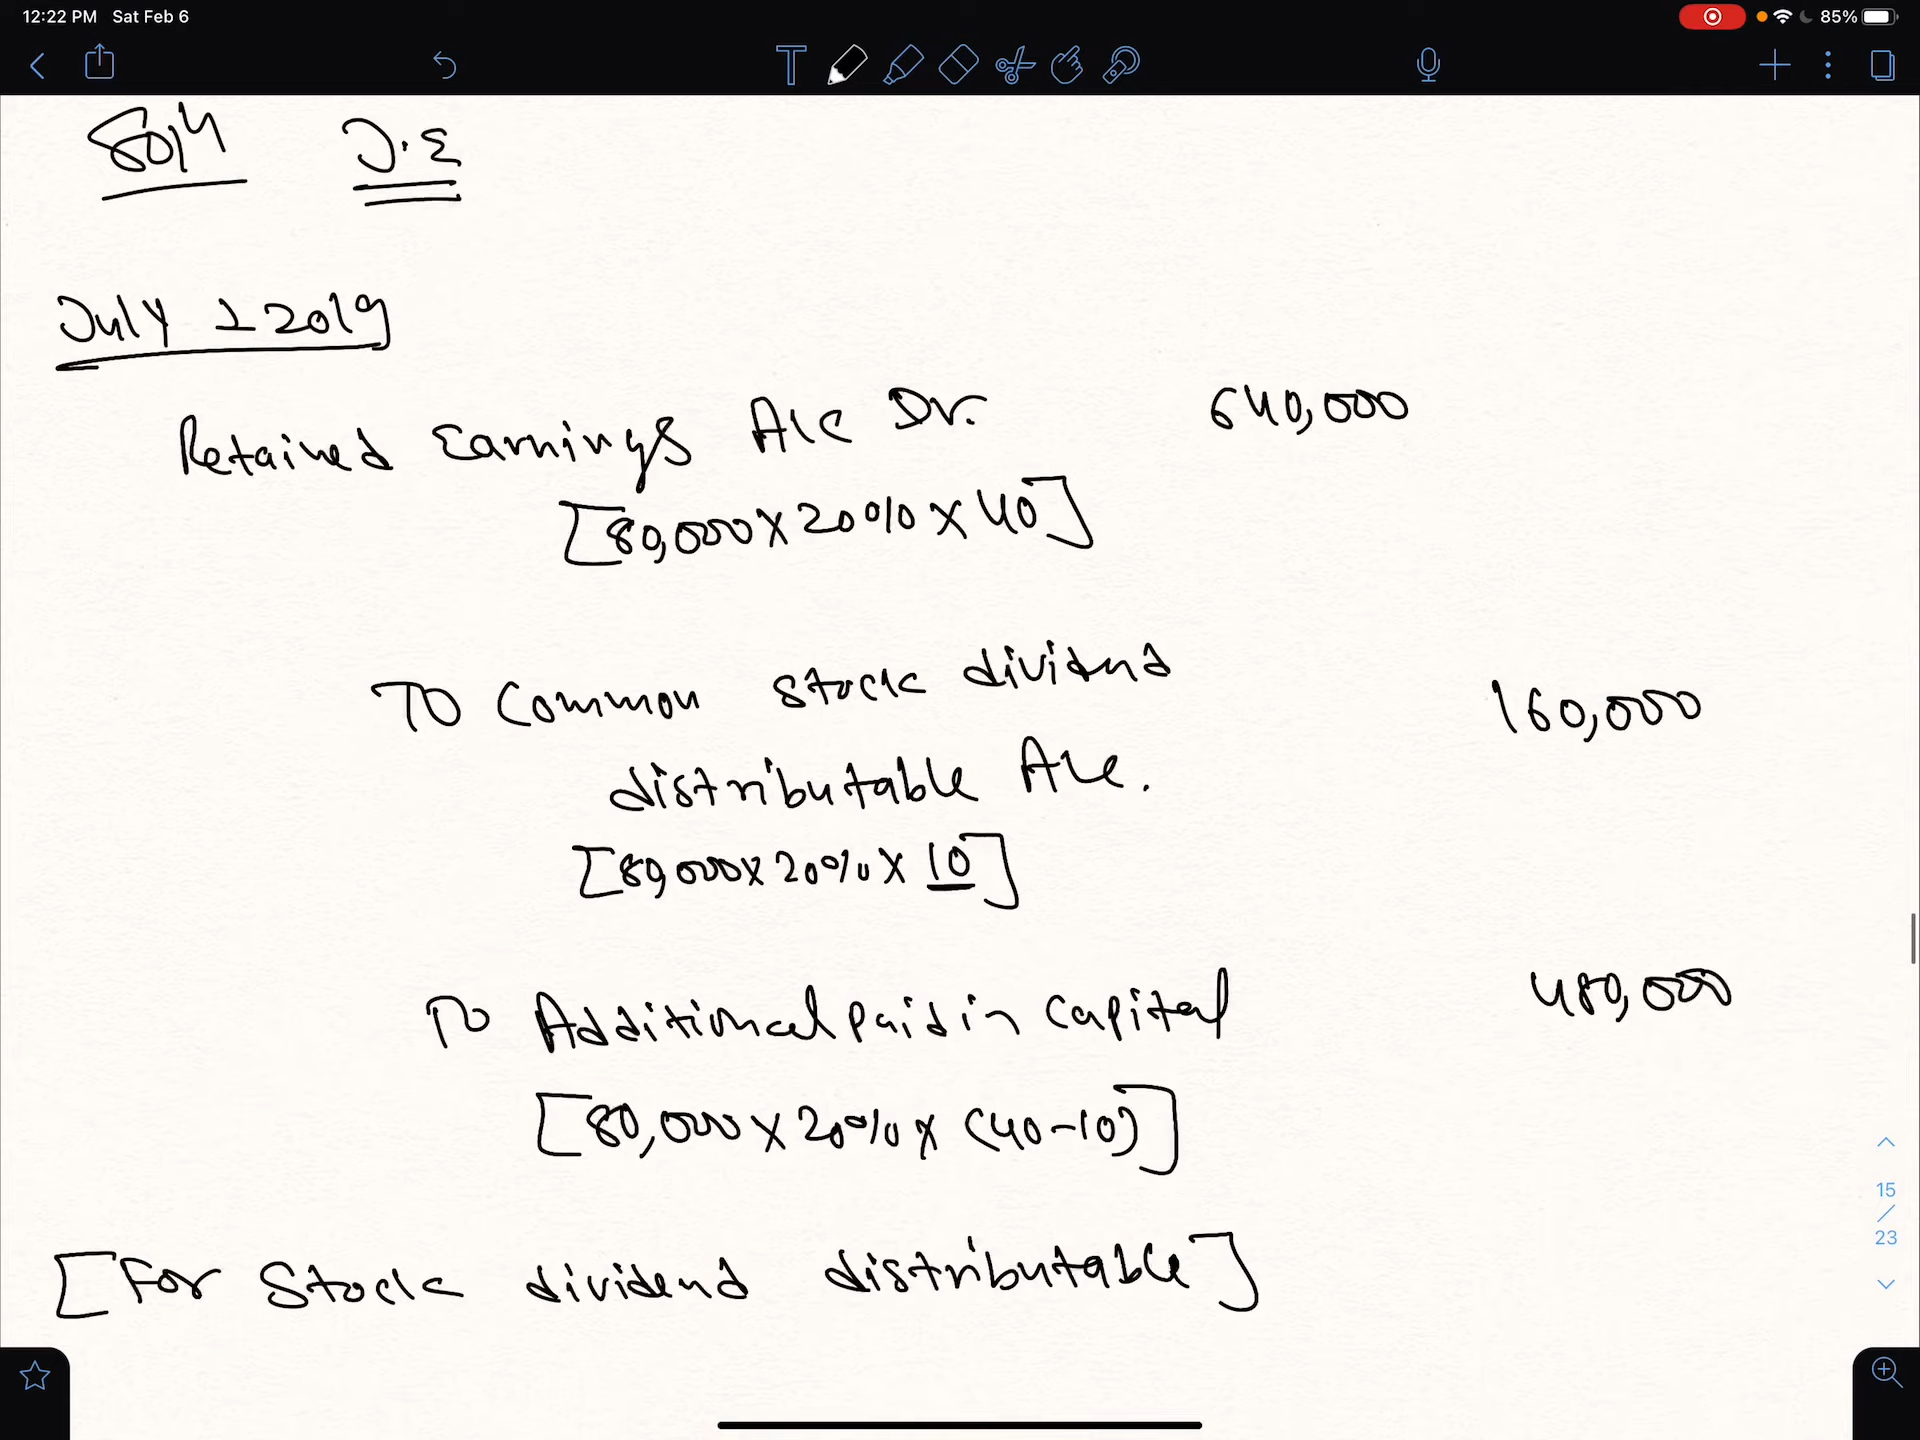 12:22 PM Sat Feb 6
85%
T
Soln J.E
July 1 2019
Retained Earnings A/c Dr. 640,000
[80,000 x 20% x 40]
To Common stock dividend 160,000
distributable A/c.
[80,000 x 20% x 10]
To Additional paid in capital 480,000
[80,000 x 20% x (40-10)]
15
/
23
[For Stock dividend distributable]